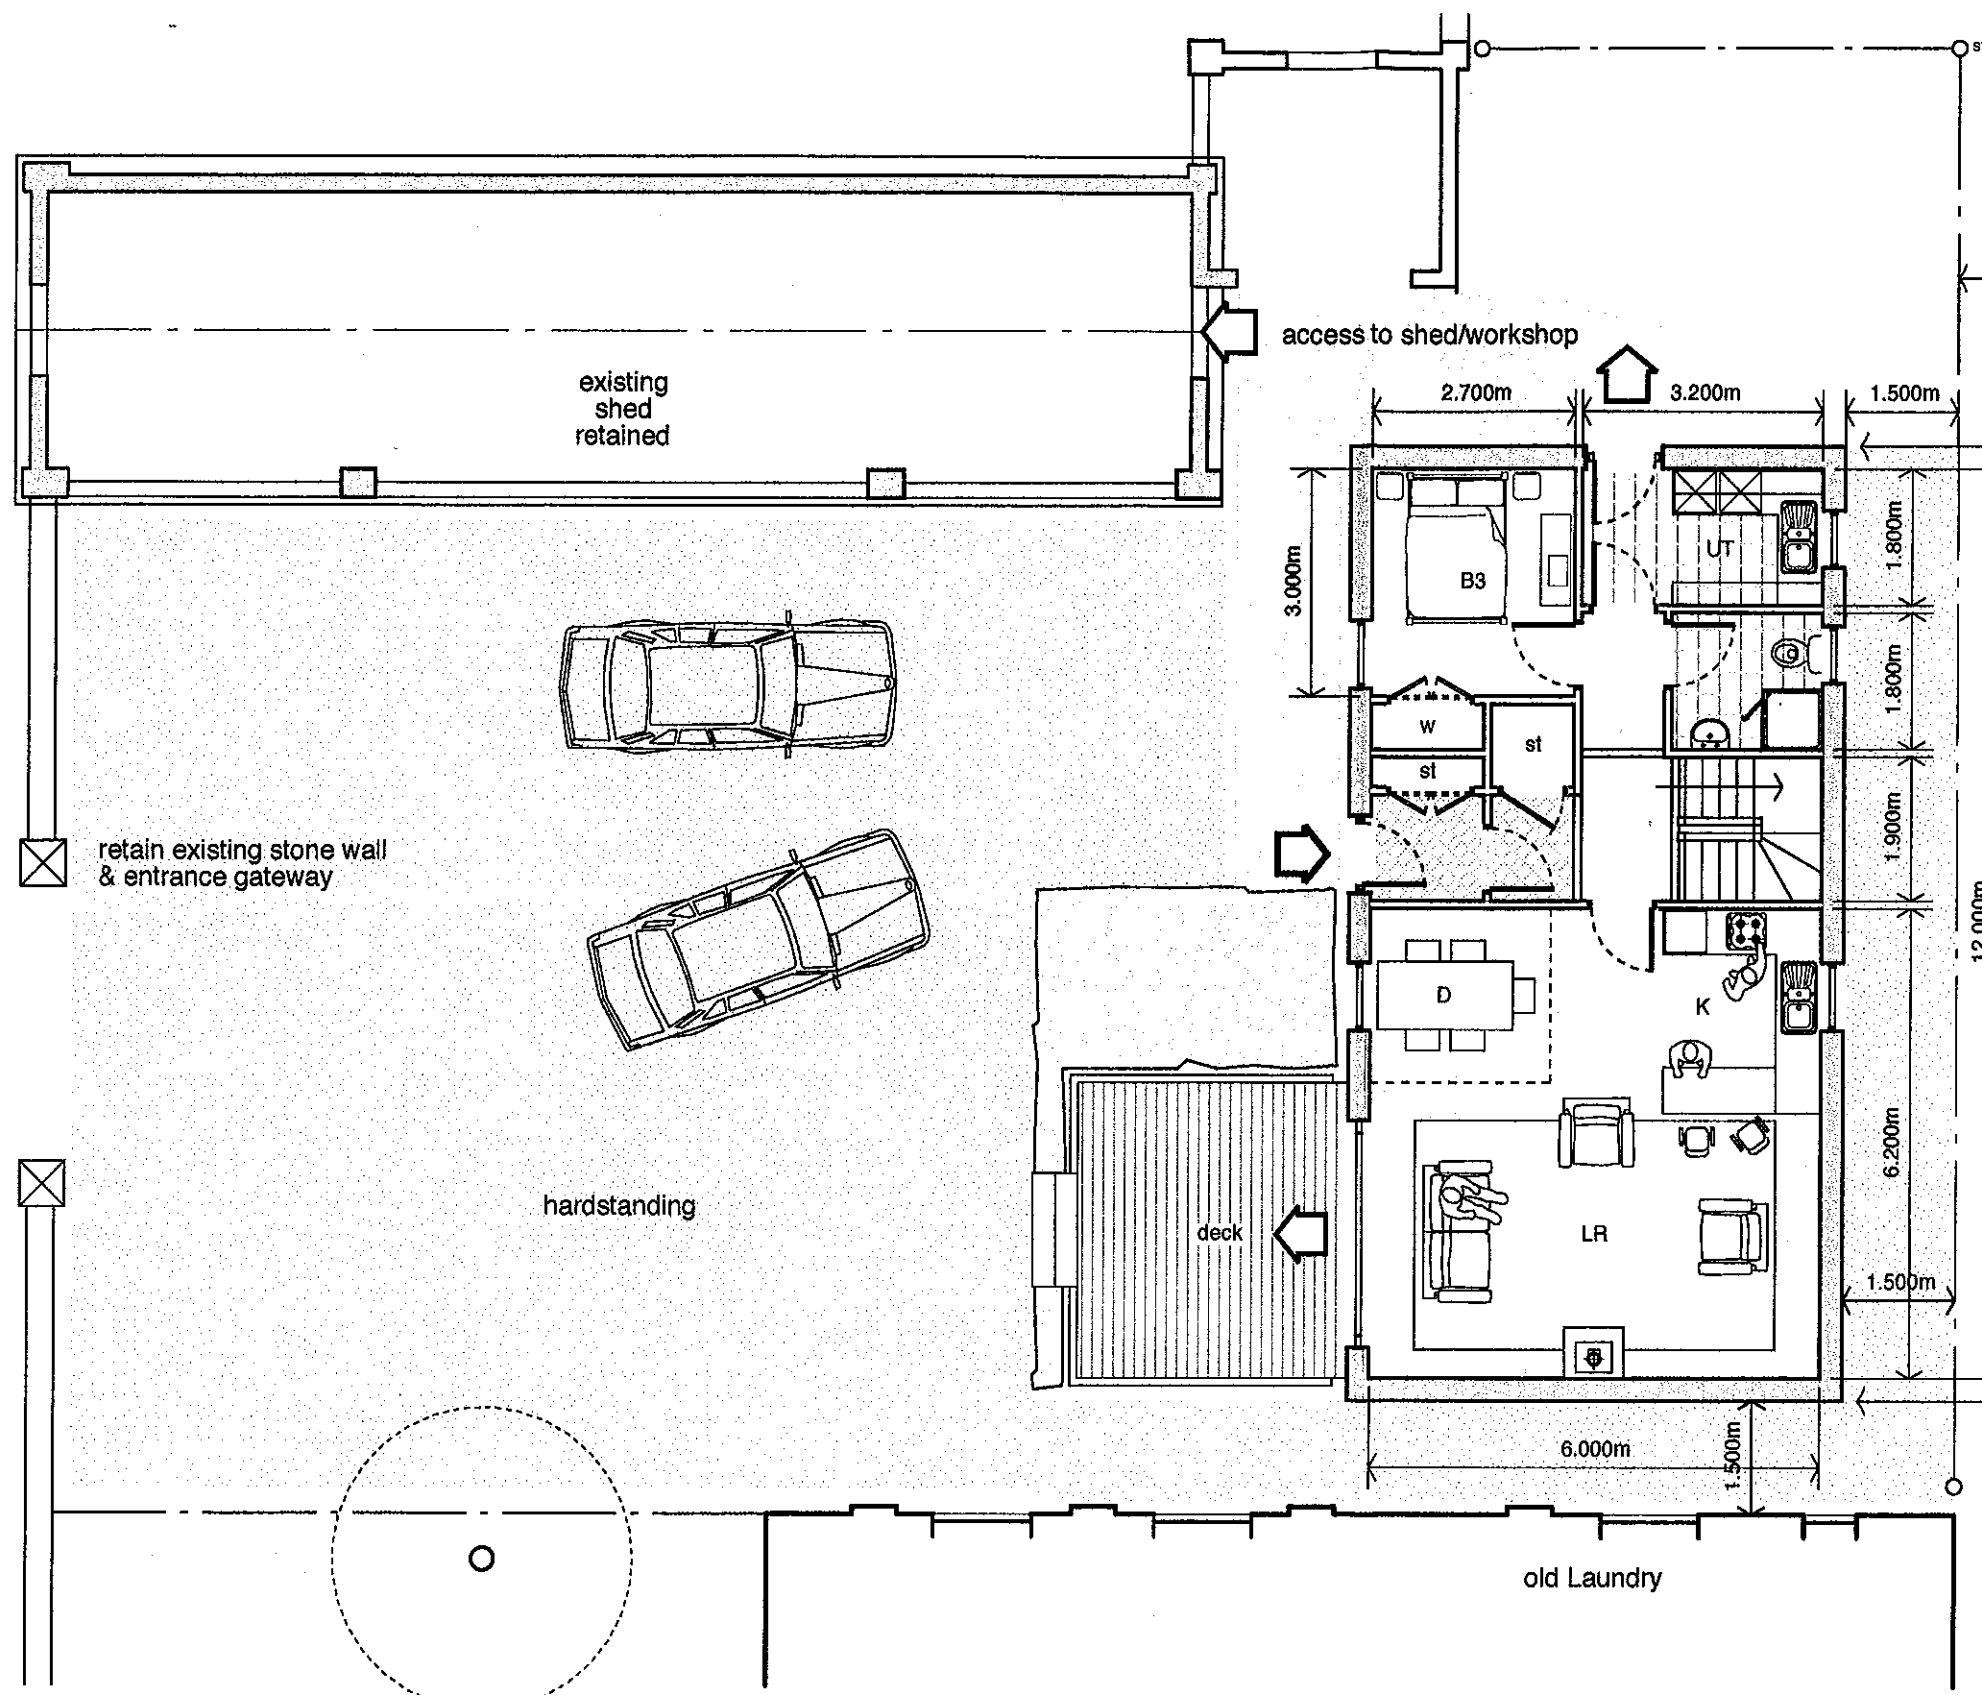 access to shed/workshop
existing
shed
retained
2.700m
3.200m
1.500m
3.000m
1.800m
B3
UT
1.800m
w
st
st
1.900m
retain existing stone wall
& entrance gateway
12.000m
D
K
6.200m
hardstanding
deck
LR
1.500m
6.000m
1.500m
old Laundry